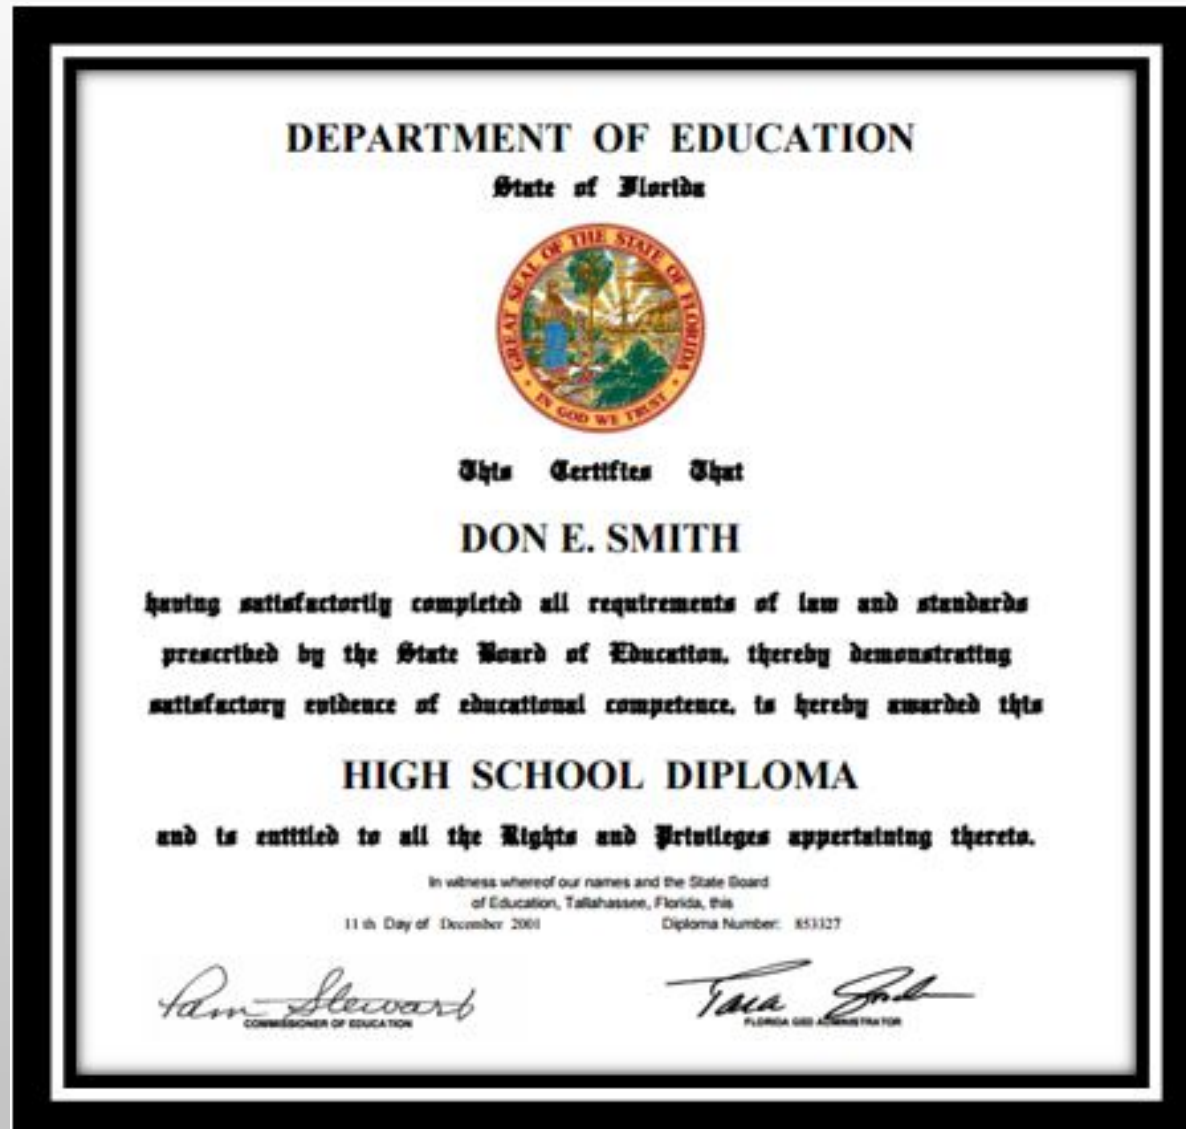 DEPARTMENT OF EDUCATION
State of Florida
GREAT SEAL OF THE STATE OF FLORIDA
IN GOD WE TRUST
This Certifies That
DON E. SMITH
having satisfactorily completed all requirements of law and standards
prescribed by the State Board of Education, thereby demonstrating
satisfactory evidence of educational competence, is hereby awarded this
HIGH SCHOOL DIPLOMA
and is entitled to all the Rights and Privileges appertaining thereto.
In witness whereof our names and the State Board
of Education, Tallahassee, Florida, this
11 th Day of December 2001 Diploma Number: 853327
Pam Stewart Tara
COMMISSIONER OF EDUCATION FLORIDA GED ADMINISTRATOR